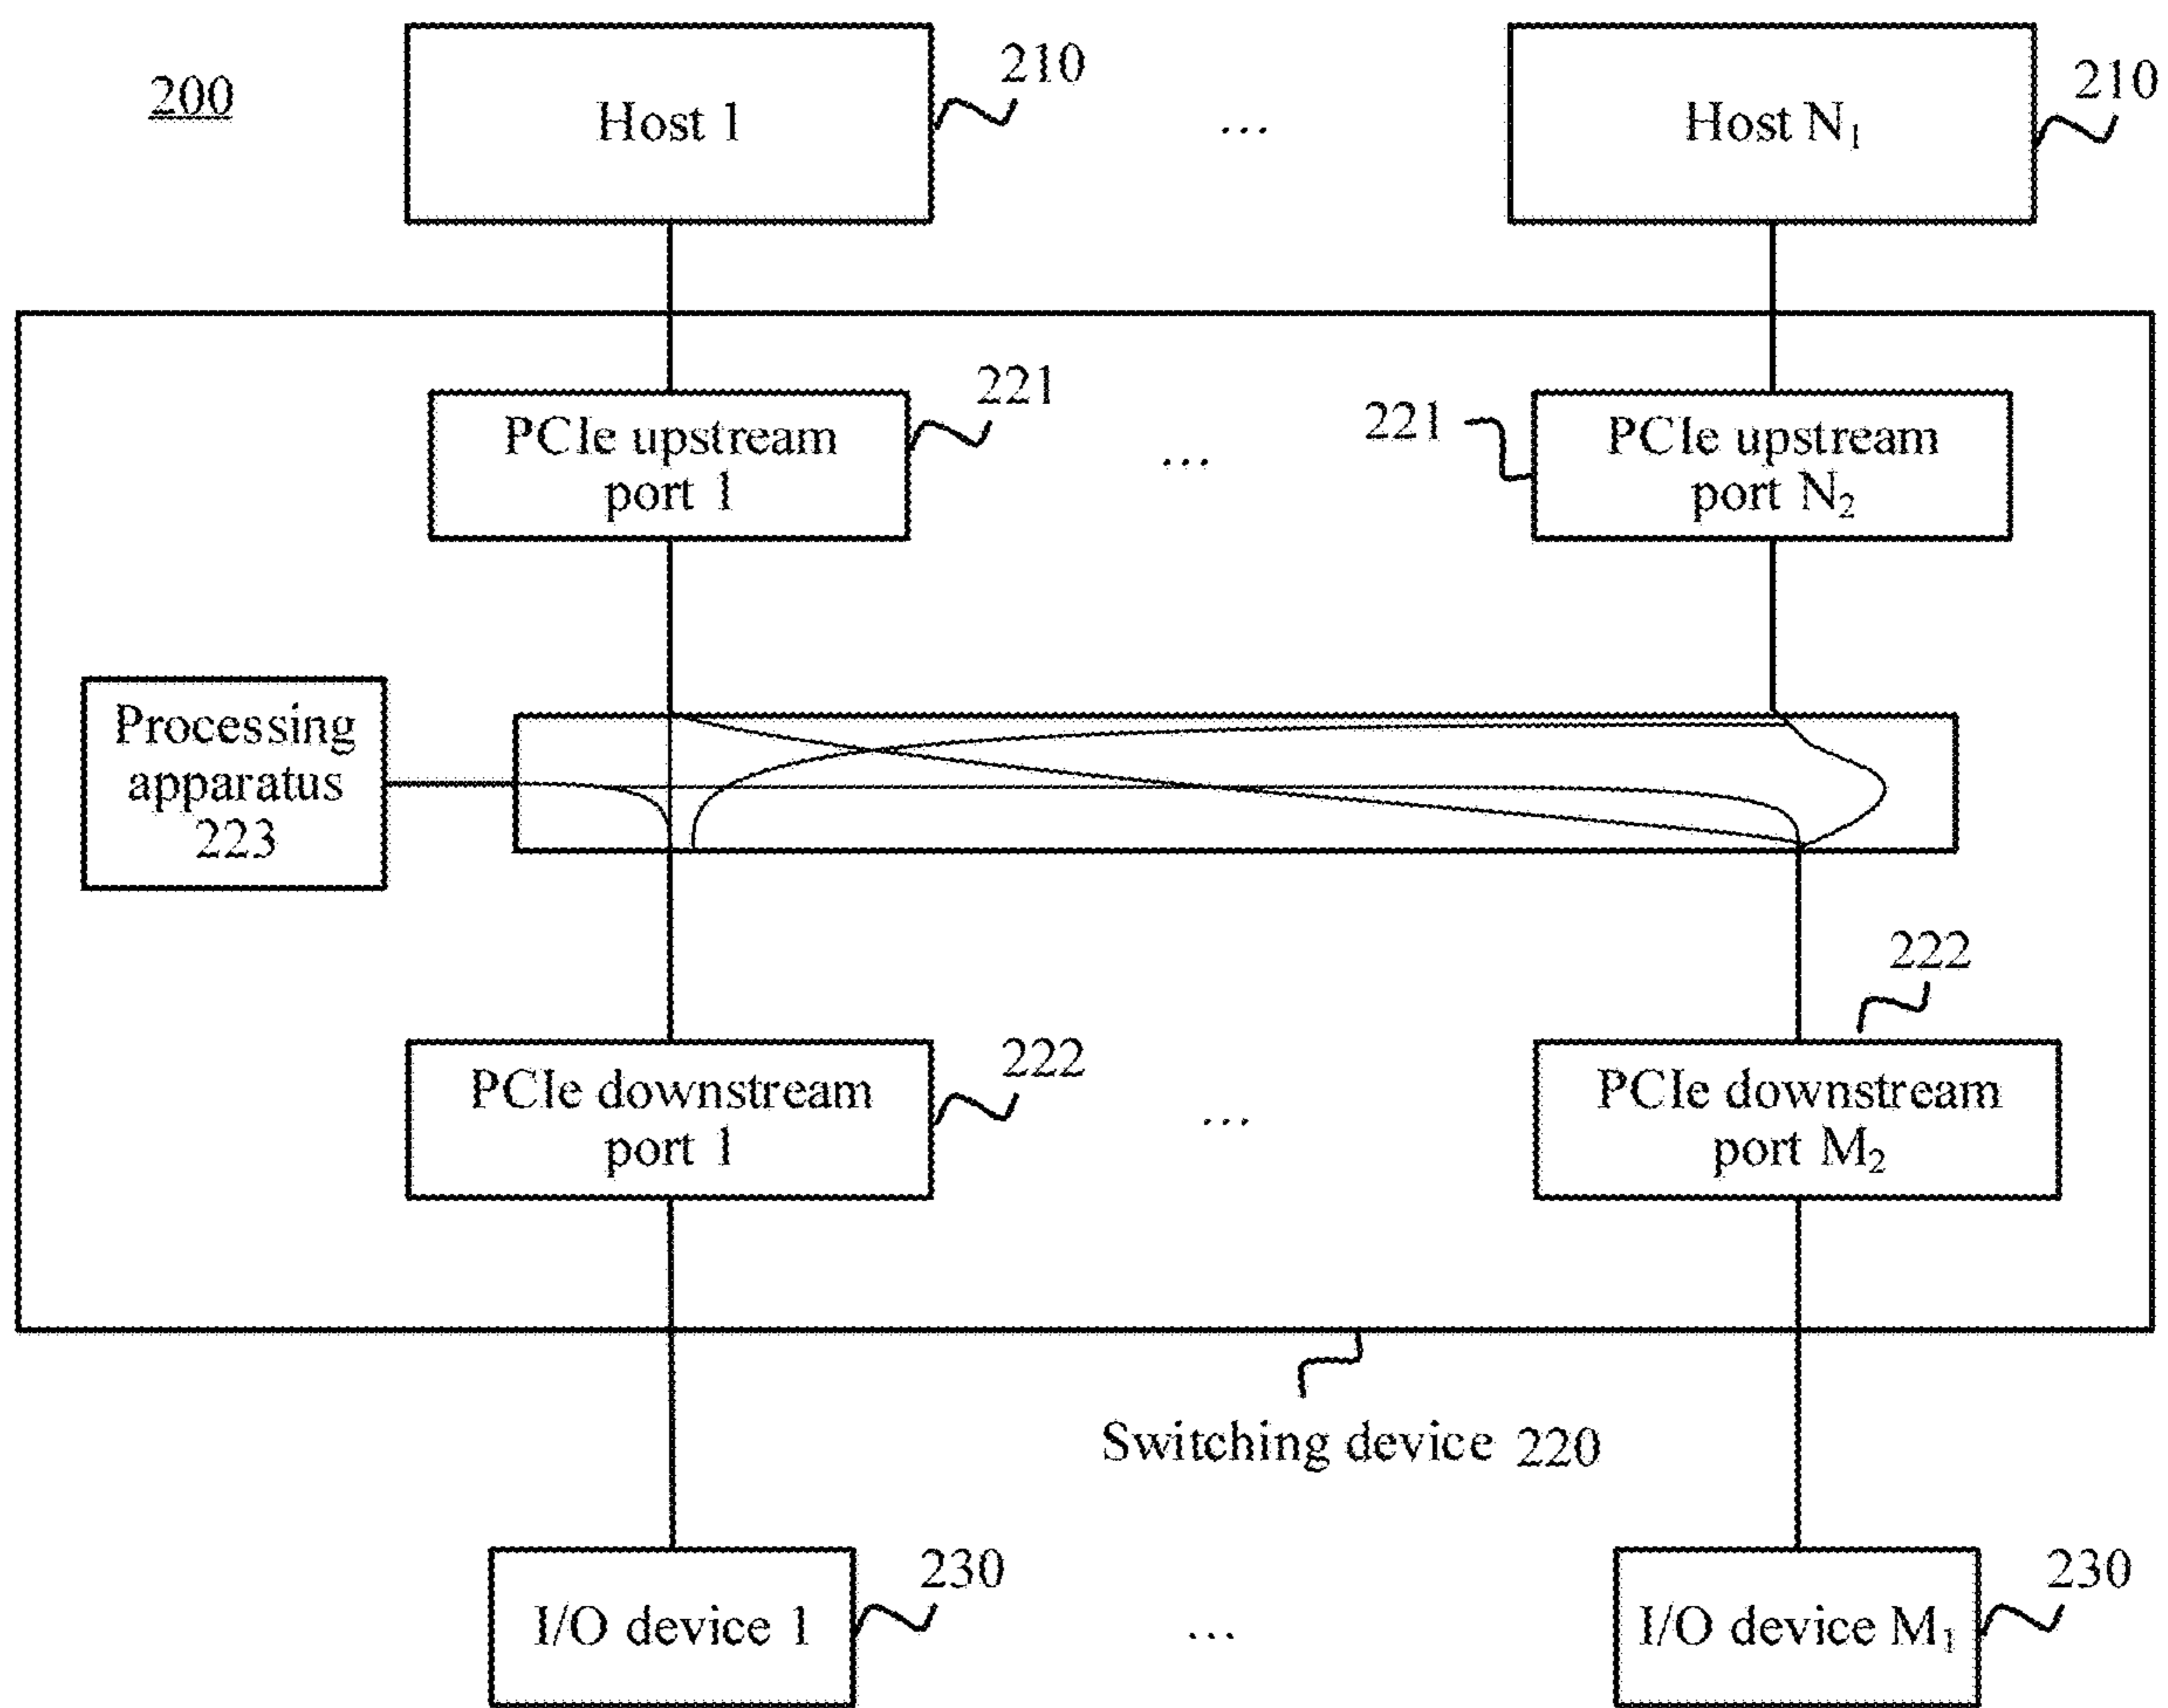 200
Host 1
210
...
Host N₁
210
PCIe upstream
port 1
221
...
221
PCIe upstream
port N₂
Processing
apparatus
223
PCIe downstream
port 1
222
...
222
PCIe downstream
port M₂
Switching device 220
I/O device 1
230
...
I/O device M₁
230